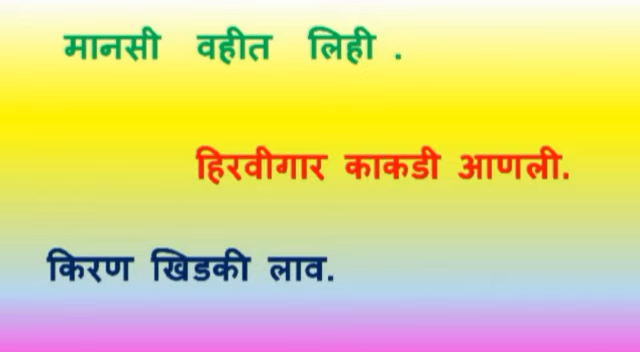 मानसी वहीत लिही .
हिरवीगार काकडी आणली.
किरण खिडकी लाव.